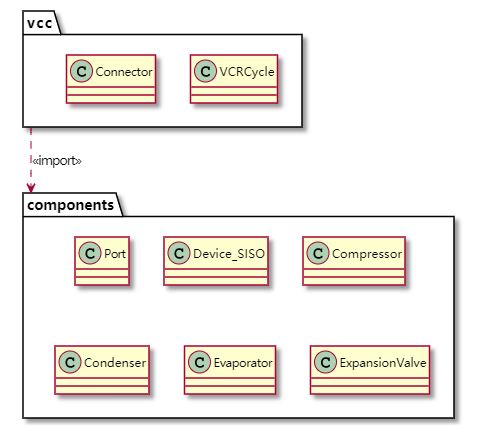 vcc
C Connector
C VCRCycle
«import»
components
C Port
C Device_SISO
C Compressor
C Condenser
C Evaporator
C ExpansionValve